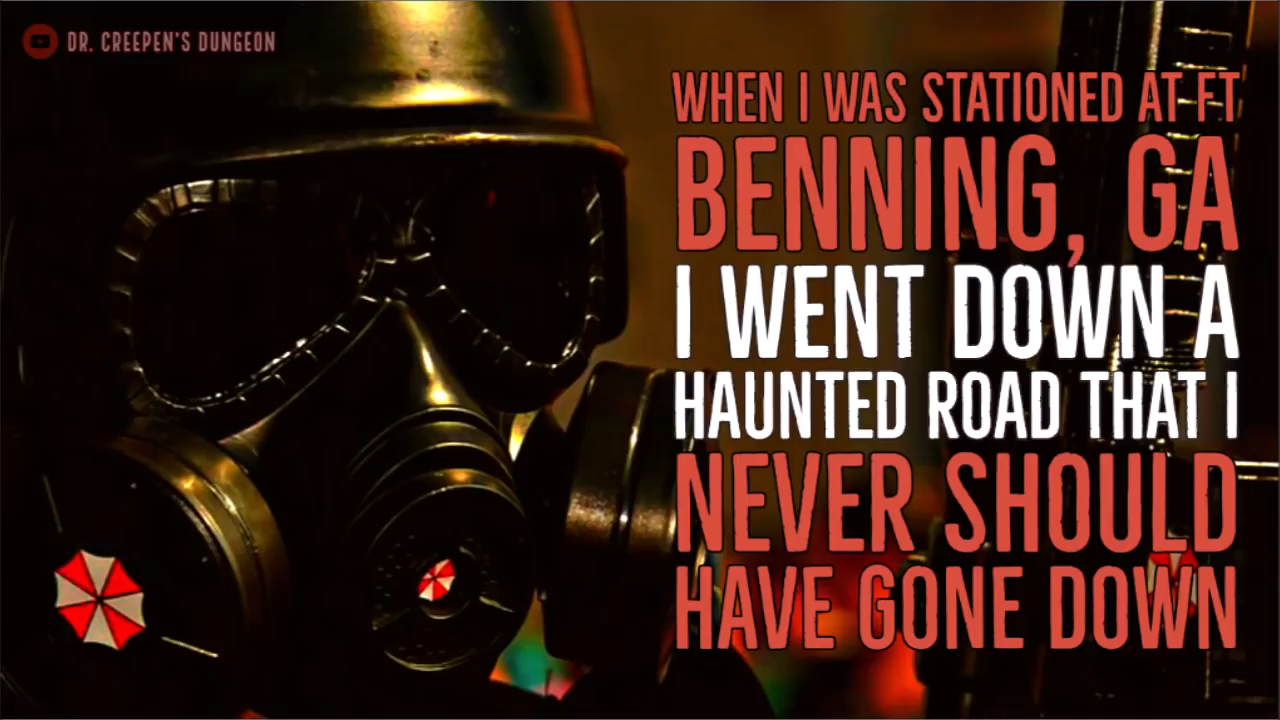 DR. CREEPEN'S DUNGEON
WHEN I WAS STATIONED AT FT
BENNING, GA
I WENT DOWN A
HAUNTED ROAD THAT I
NEVER SHOULD
HAVE GONE DOWN